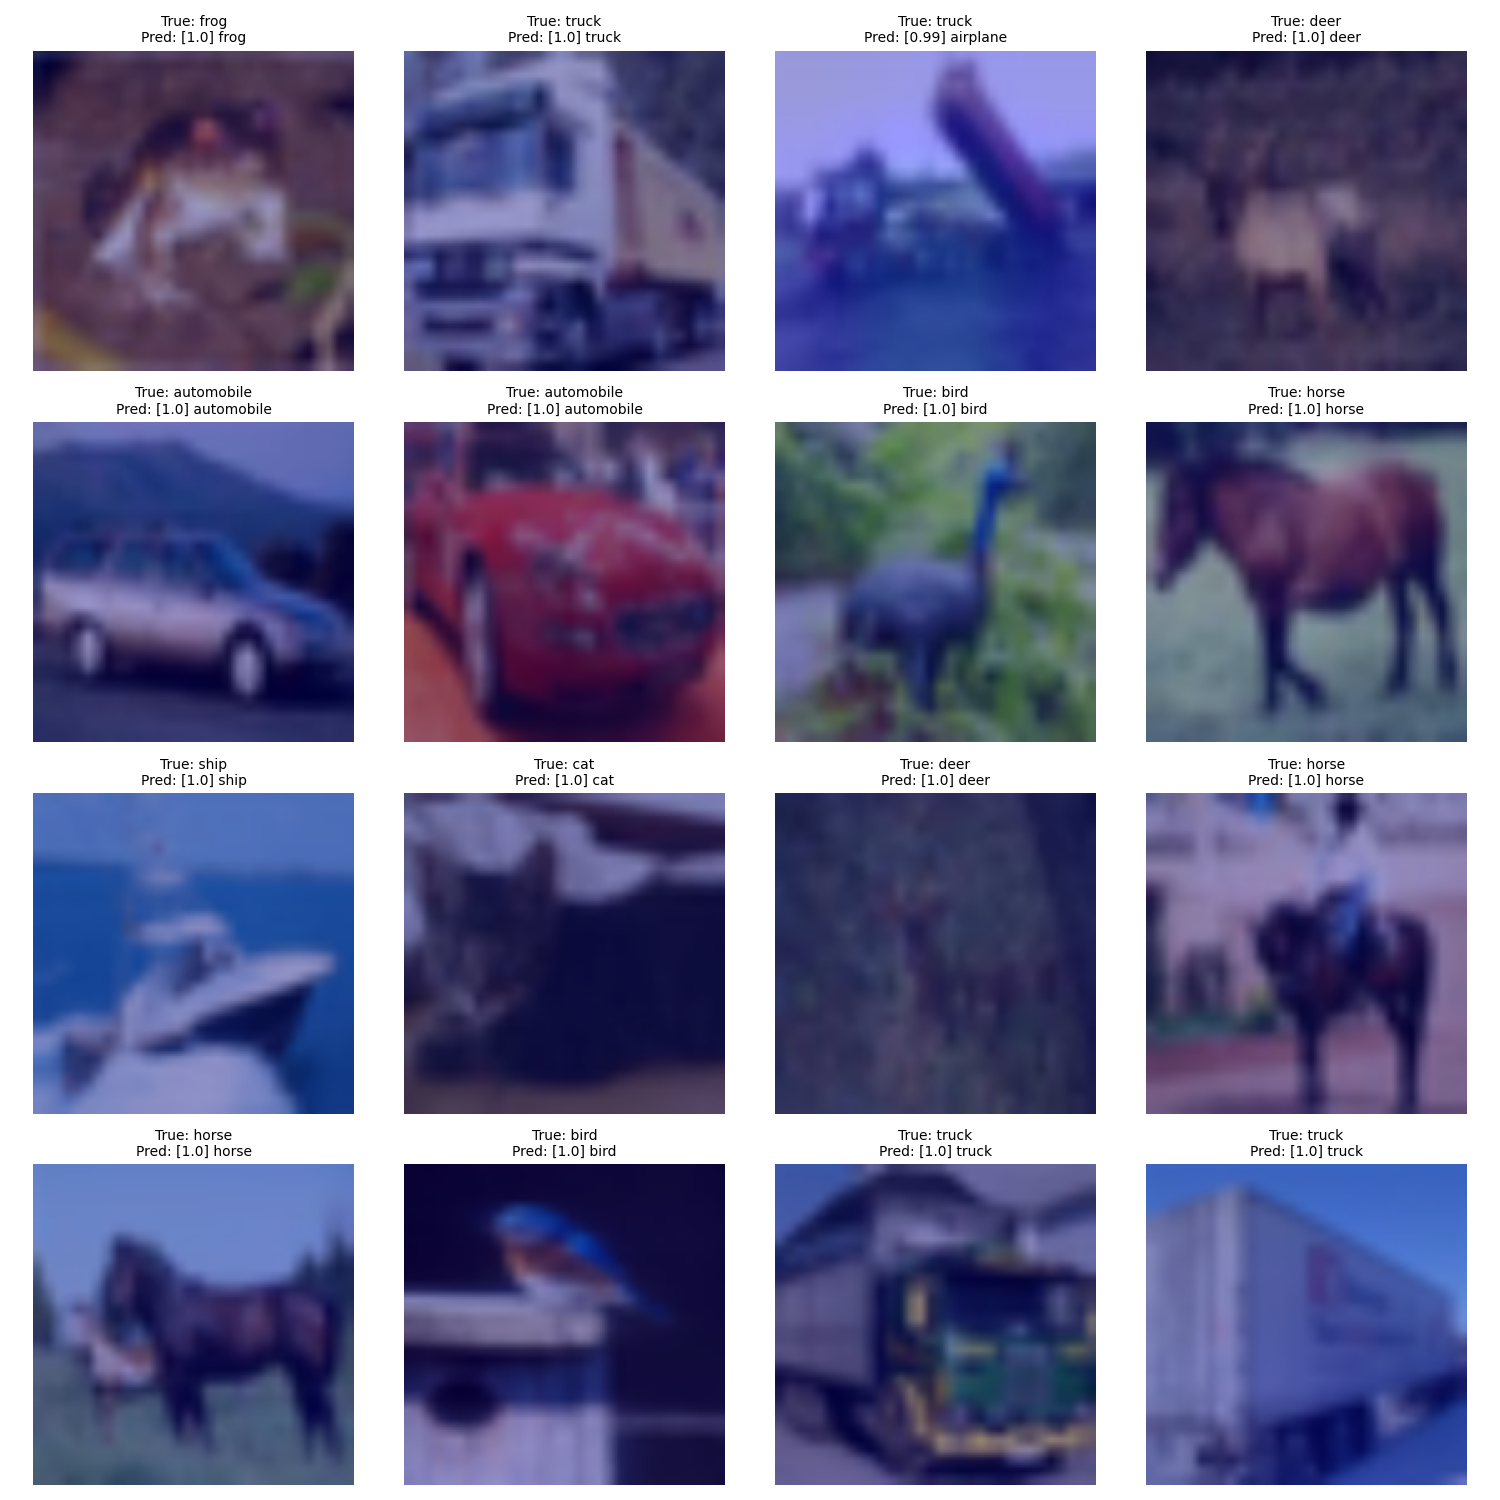 True: frog
Pred: [1.0] frog
True: truck
Pred: [1.0] truck
True: truck
Pred: [0.99] airplane
True: deer
Pred: [1.0] deer
True: automobile
Pred: [1.0] automobile
True: automobile
Pred: [1.0] automobile
True: bird
Pred: [1.0] bird
True: horse
Pred: [1.0] horse
True: ship
Pred: [1.0] ship
True: cat
Pred: [1.0] cat
True: deer
Pred: [1.0] deer
True: horse
Pred: [1.0] horse
True: horse
Pred: [1.0] horse
True: bird
Pred: [1.0] bird
True: truck
Pred: [1.0] truck
True: truck
Pred: [1.0] truck